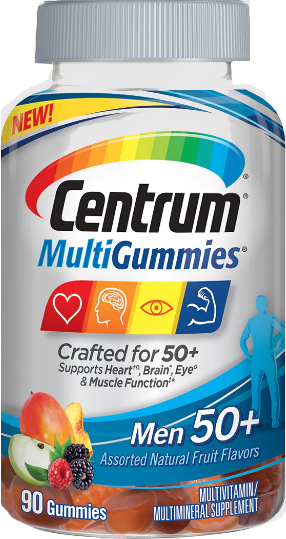 NEW!
Centrum®
MultiGummies®
Crafted for 50+
Supports Heart*◊, Brain*, Eye◊
& Muscle Function‡*
Men 50+
Assorted Natural Fruit Flavors
90 Gummies
MULTIVITAMIN/
MULTIMINERAL SUPPLEMENT